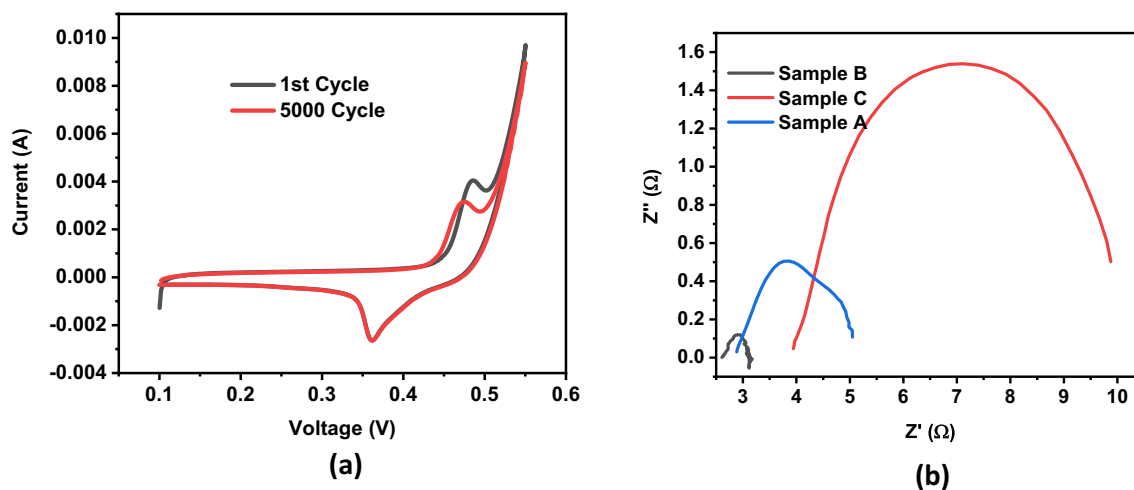 0.010
0.008
0.006
0.004
0.002
0.000
-0.002
-0.004
Current (A)
1st Cycle
5000 Cycle
0.1 0.2 0.3 0.4 0.5 0.6
Voltage (V)
(a)
1.6
1.4
1.2
1.0
0.8
0.6
0.4
0.2
0.0
Z'' (Ω)
Sample B
Sample C
Sample A
3 4 5 6 7 8 9 10
Z' (Ω)
(b)